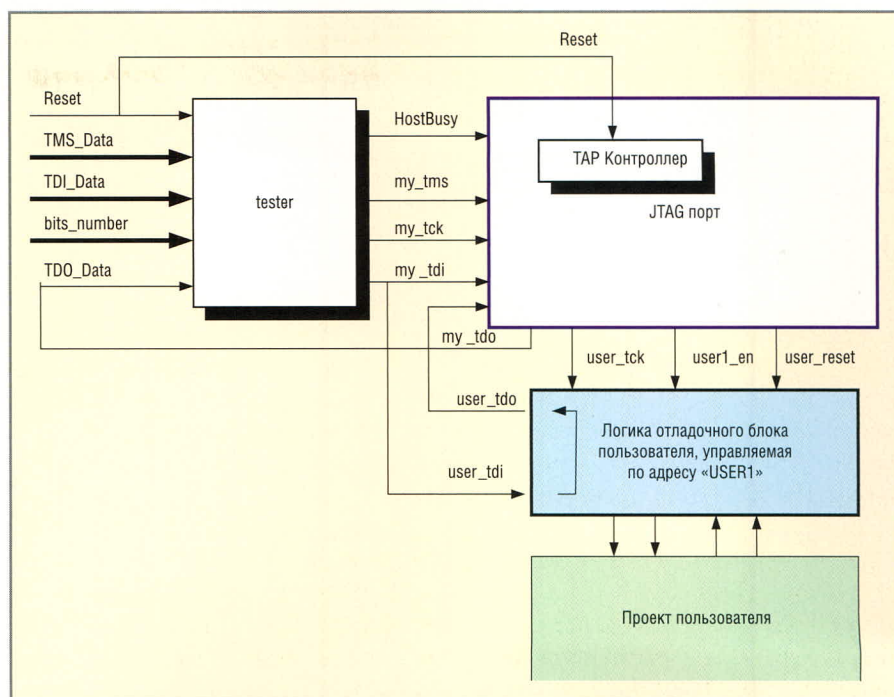 Reset
Reset
HostBusy
TMS_Data
TAP Контроллер
TDI_Data
my_tms
tester
JTAG порт
bits_number
my_tck
TDO_Data
my _tdi
my _tdo
user_tck
user1_en
user_reset
user_tdo
Логика отладочного блока
пользователя, управляемая
по адресу «USER1»
user_tdi
Проект пользователя